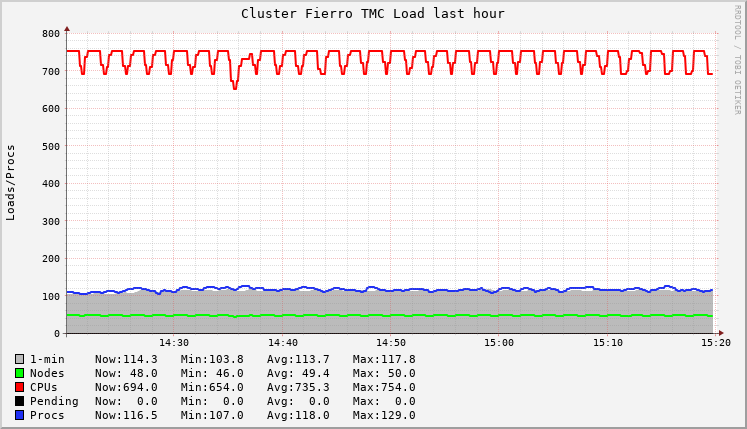 Cluster Fierro TMC Load last hour
RRDTOOL / TOBI OETIKER
Loads/Procs
800
700
600
500
400
300
200
100
0
14:30 14:40 14:50 15:00 15:10 15:20
1-min Now:114.3 Min:103.8 Avg:113.7 Max:117.8
Nodes Now: 48.0 Min: 46.0 Avg: 49.4 Max: 50.0
CPUs Now:694.0 Min:654.0 Avg:735.3 Max:754.0
Pending Now: 0.0 Min: 0.0 Avg: 0.0 Max: 0.0
Procs Now:116.5 Min:107.0 Avg:118.0 Max:129.0